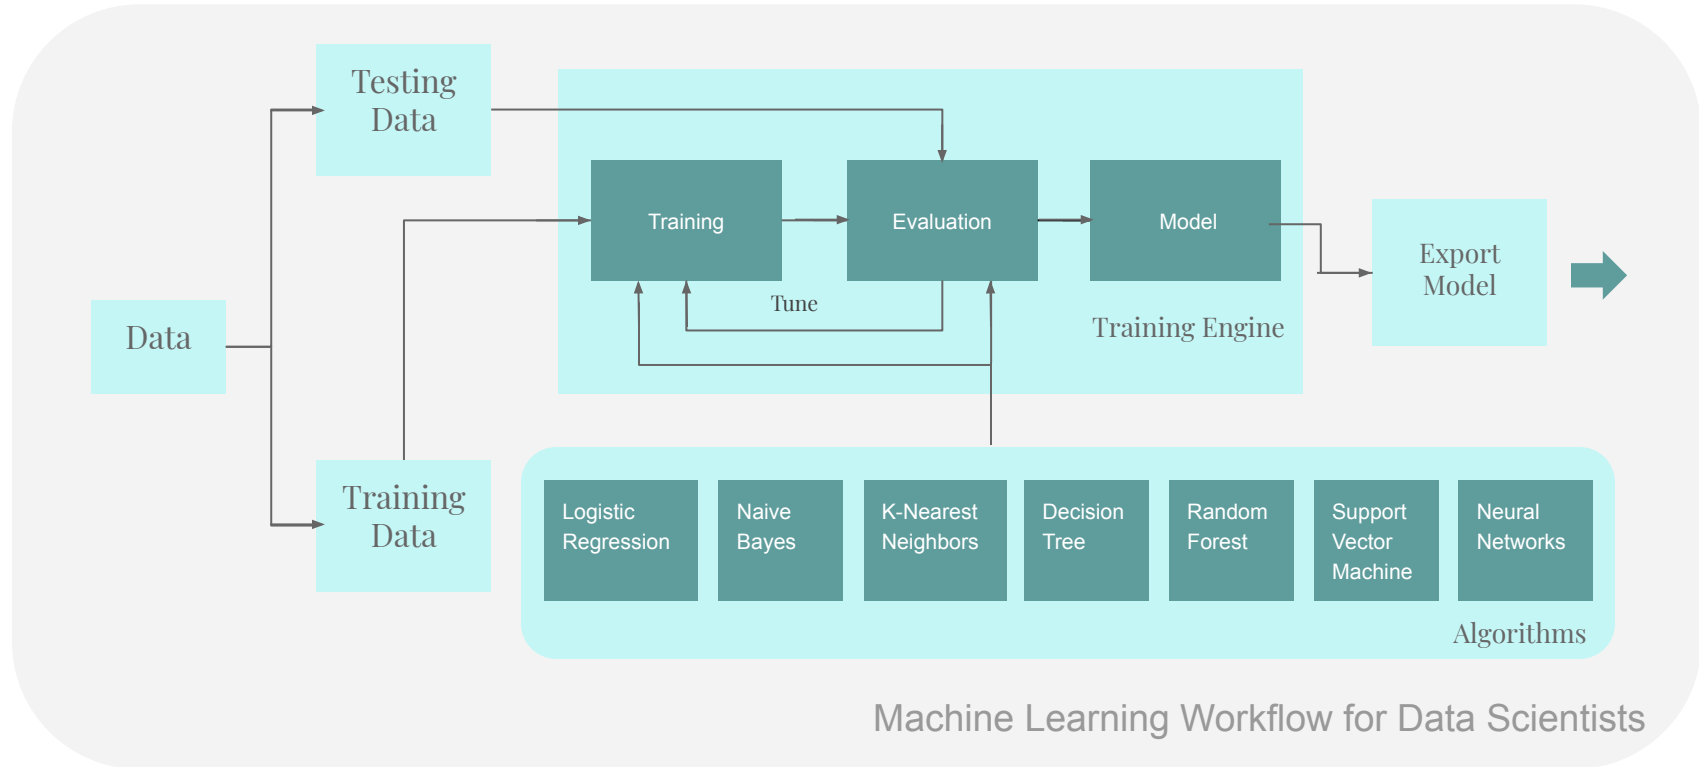 Testing
Data
Training
Evaluation
Model
Export
Model
Tune
Training Engine
Data
Training
Data
Logistic
Regression
Naive
Bayes
K-Nearest
Neighbors
Decision
Tree
Random
Forest
Support
Vector
Machine
Neural
Networks
Algorithms
Machine Learning Workflow for Data Scientists